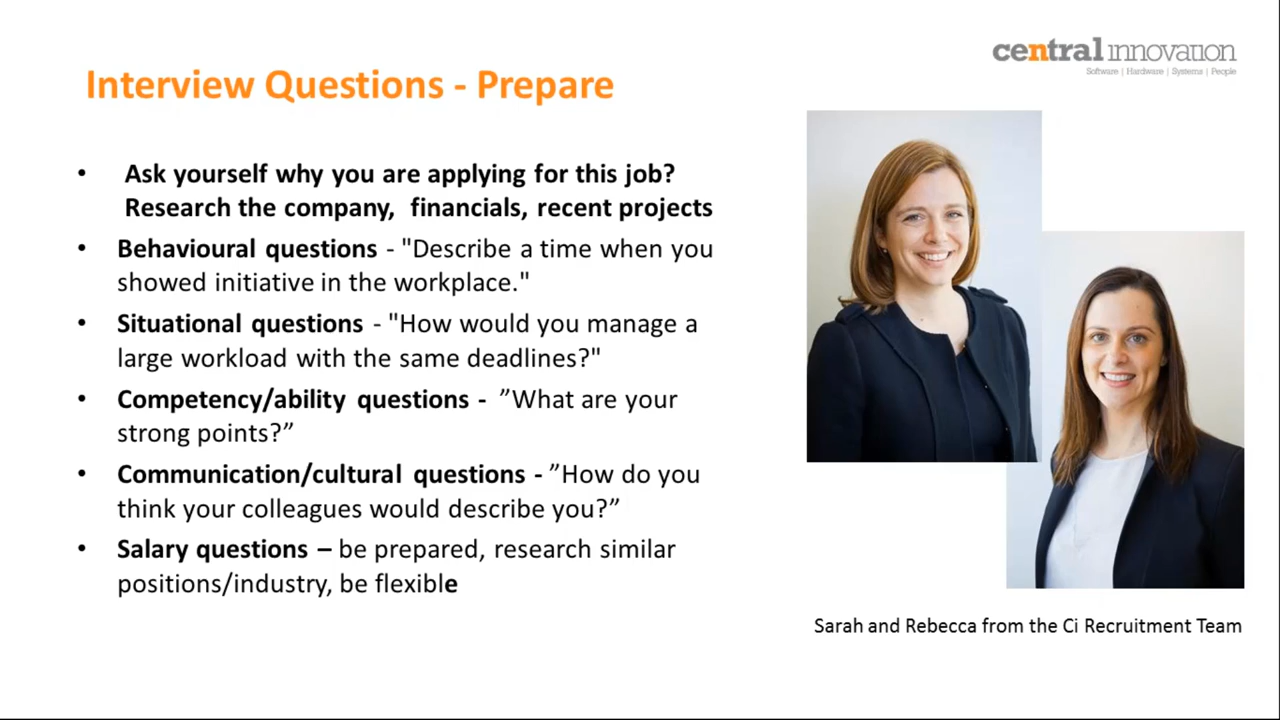 central innovation
Software | Hardware | Systems | People
Interview Questions - Prepare
• Ask yourself why you are applying for this job?
Research the company, financials, recent projects
• Behavioural questions - "Describe a time when you
showed initiative in the workplace."
• Situational questions - "How would you manage a
large workload with the same deadlines?"
• Competency/ability questions - ”What are your
strong points?”
• Communication/cultural questions - ”How do you
think your colleagues would describe you?”
• Salary questions – be prepared, research similar
positions/industry, be flexible
Sarah and Rebecca from the Ci Recruitment Team